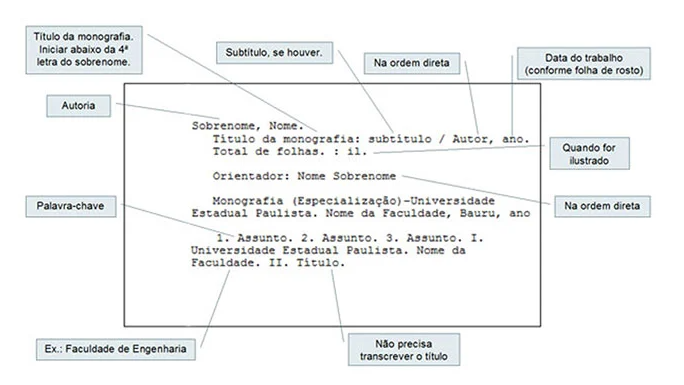 Título da monografia.
Iniciar abaixo da 4ª
letra do sobrenome.
Subtítulo, se houver.
Na ordem direta
Data do trabalho
(conforme folha de rosto)
Autoria
Sobrenome, Nome.
Título da monografia: subtítulo / Autor, ano.
Total de folhas. : il.
Quando for
ilustrado
Orientador: Nome Sobrenome
Palavra-chave
Monografia (Especialização)-Universidade
Estadual Paulista. Nome da Faculdade, Bauru, ano
Na ordem direta
1. Assunto. 2. Assunto. 3. Assunto. I.
Universidade Estadual Paulista. Nome da
Faculdade. II. Título.
Ex.: Faculdade de Engenharia
Não precisa
transcrever o título